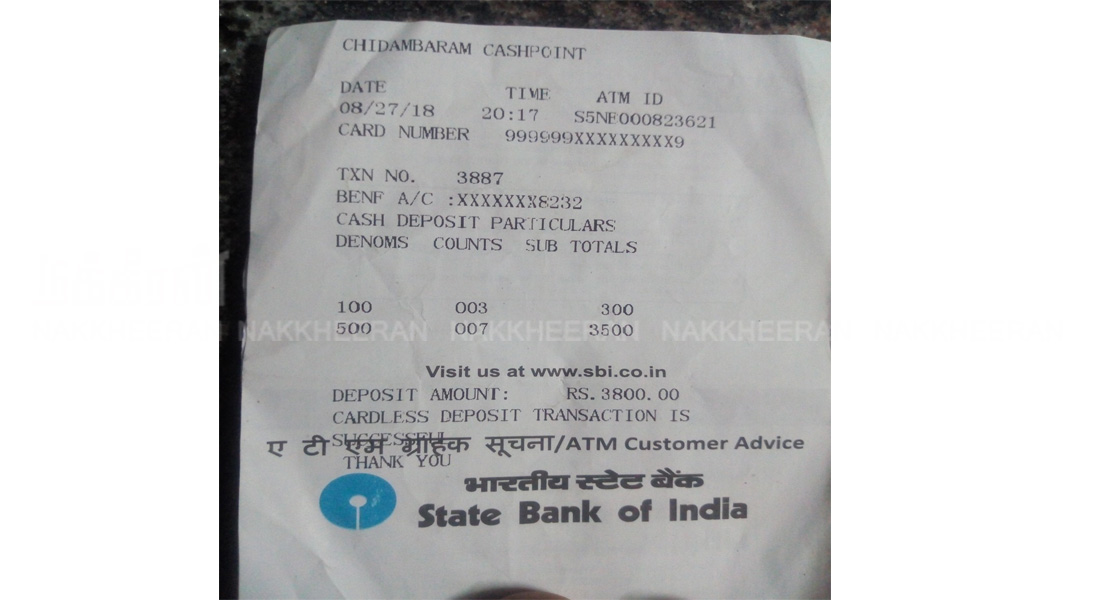 CHIDAMBARAM CASHPOINT
DATE TIME ATM ID
08/27/18 20:17 S5NE000823621
CARD NUMBER 999999XXXXXXXXX9
TXN NO. 3887
BENF A/C :XXXXXXX8232
CASH DEPOSIT PARTICULARS
DENOMS COUNTS SUB TOTALS
100 003 300
500 007 3500
NAKKHEERAN NAKKHEERAN NAKKHEERAN
Visit us at www.sbi.co.in
DEPOSIT AMOUNT: RS.3800.00
CARDLESS DEPOSIT TRANSACTION IS
SUCCESSFUL
ए टी एम ग्राहक सूचना/ATM Customer Advice
THANK YOU
भारतीय स्टेट बैंक
State Bank of India